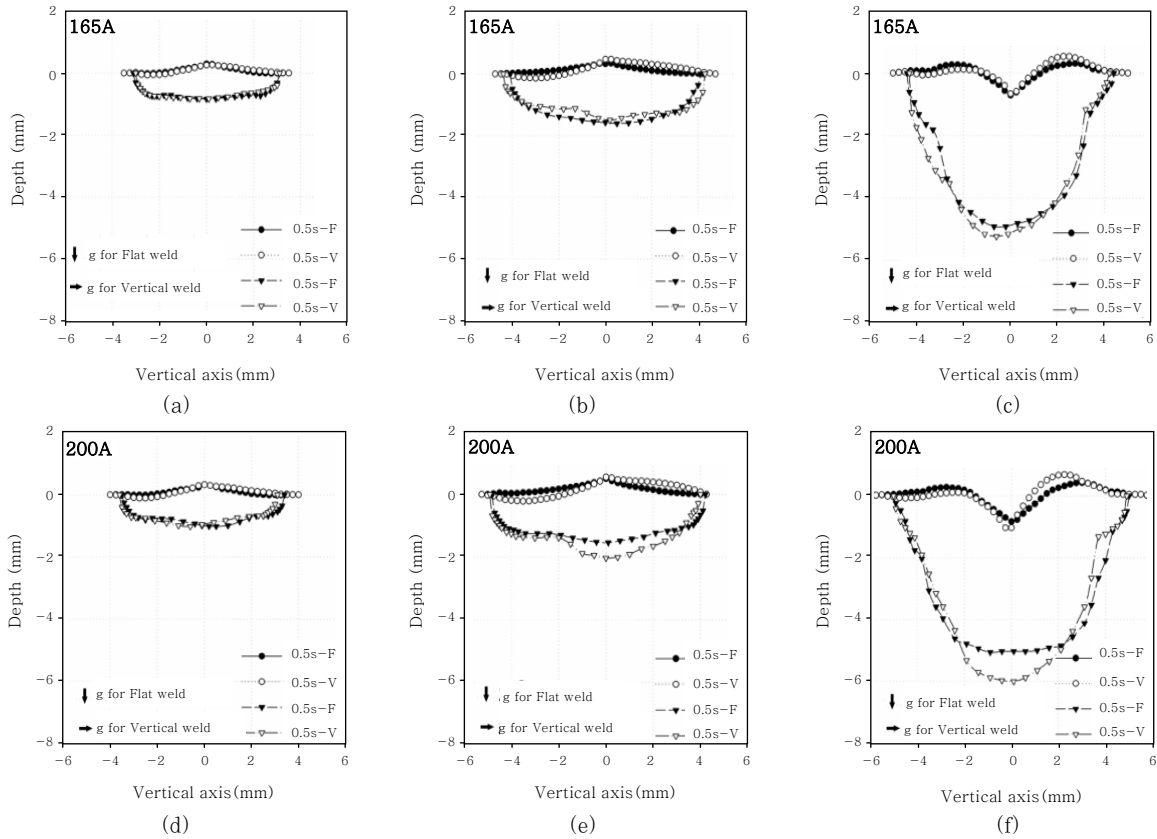 165A
2
0
−2
−4
−6
−8
Depth (mm)
0.5s−F
0.5s−V
0.5s−F
0.5s−V
g for Flat weld
g for Vertical weld
−6 −4 −2 0 2 4 6
Vertical axis(mm)
(a)
165A
2
0
−2
−4
−6
−8
Depth (mm)
0.5s−F
0.5s−V
0.5s−F
0.5s−V
g for Flat weld
g for Vertical weld
−6 −4 −2 0 2 4 6
Vertical axis(mm)
(b)
165A
2
0
−2
−4
−6
−8
Depth (mm)
0.5s−F
0.5s−V
0.5s−F
0.5s−V
g for Flat weld
g for Vertical weld
−6 −4 −2 0 2 4 6
Vertical axis(mm)
(c)
200A
2
0
−2
−4
−6
−8
Depth (mm)
0.5s−F
0.5s−V
0.5s−F
0.5s−V
g for Flat weld
g for Vertical weld
−6 −4 −2 0 2 4 6
Vertical axis(mm)
(d)
200A
2
0
−2
−4
−6
−8
Depth (mm)
0.5s−F
0.5s−V
0.5s−F
0.5s−V
g for Flat weld
g for Vertical weld
−6 −4 −2 0 2 4 6
Vertical axis(mm)
(e)
200A
2
0
−2
−4
−6
−8
Depth (mm)
0.5s−F
0.5s−V
0.5s−F
0.5s−V
g for Flat weld
g for Vertical weld
−6 −4 −2 0 2 4 6
Vertical axis(mm)
(f)